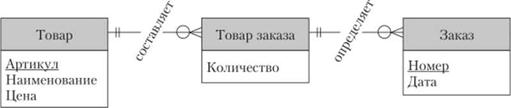 Товар
Артикул
Наименование
Цена
составляет
Товар заказа
Количество
определяет
Заказ
Номер
Дата